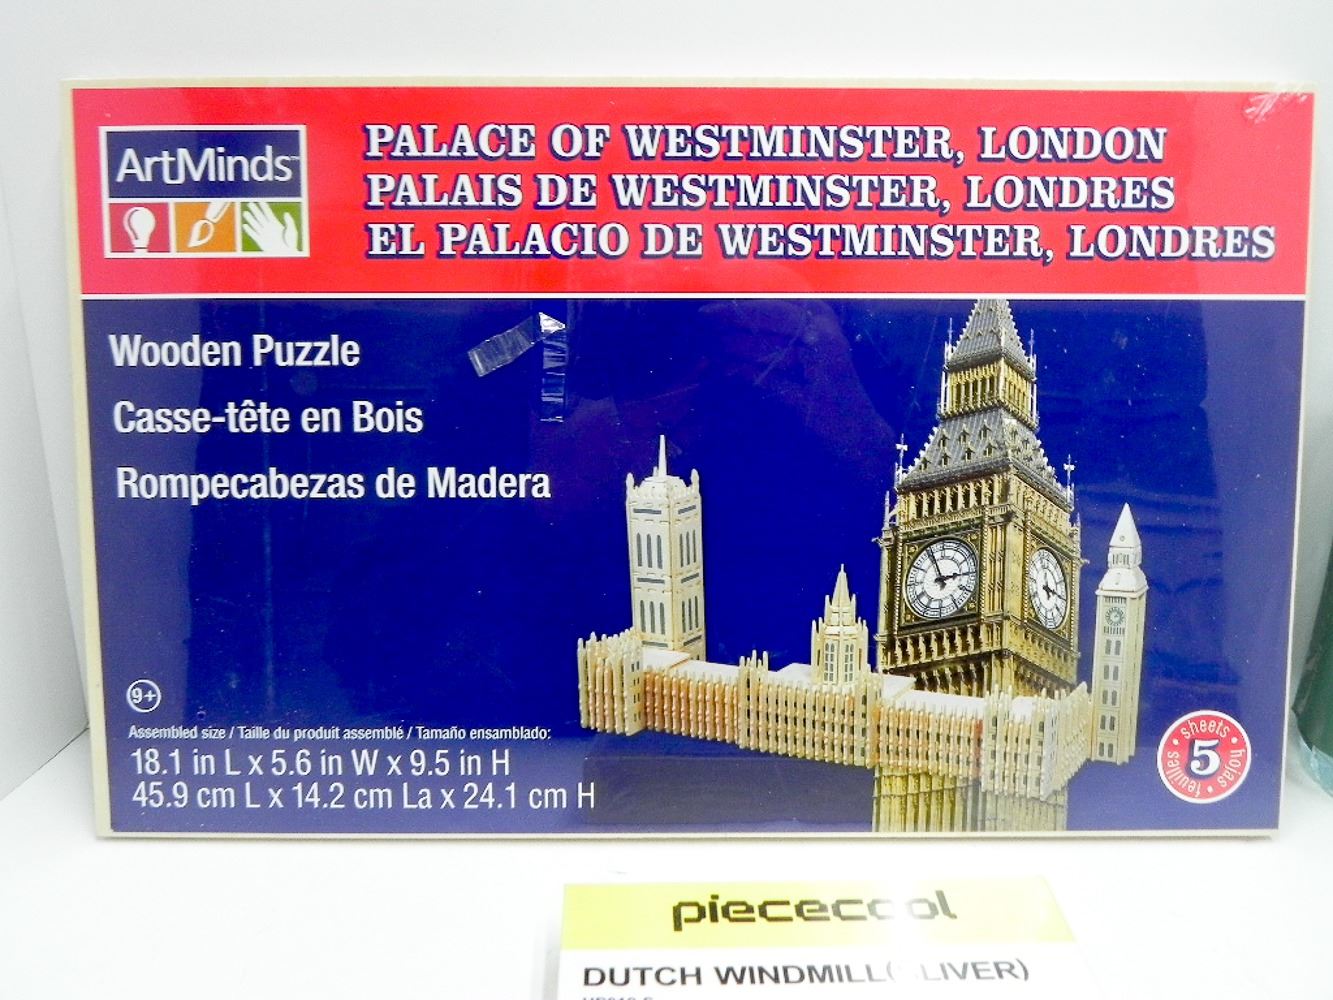 ArtMinds™
PALACE OF WESTMINSTER, LONDON
PALAIS DE WESTMINSTER, LONDRES
EL PALACIO DE WESTMINSTER, LONDRES
Wooden Puzzle
Casse-tête en Bois
Rompecabezas de Madera
9+
Assembled size / Taille du produit assemblé / Tamaño ensamblado:
18.1 in L x 5.6 in W x 9.5 in H
45.9 cm L x 14.2 cm La x 24.1 cm H
sheets • hojas • feuilles •
5
piececool
DUTCH WINDMILL(SLIVER)